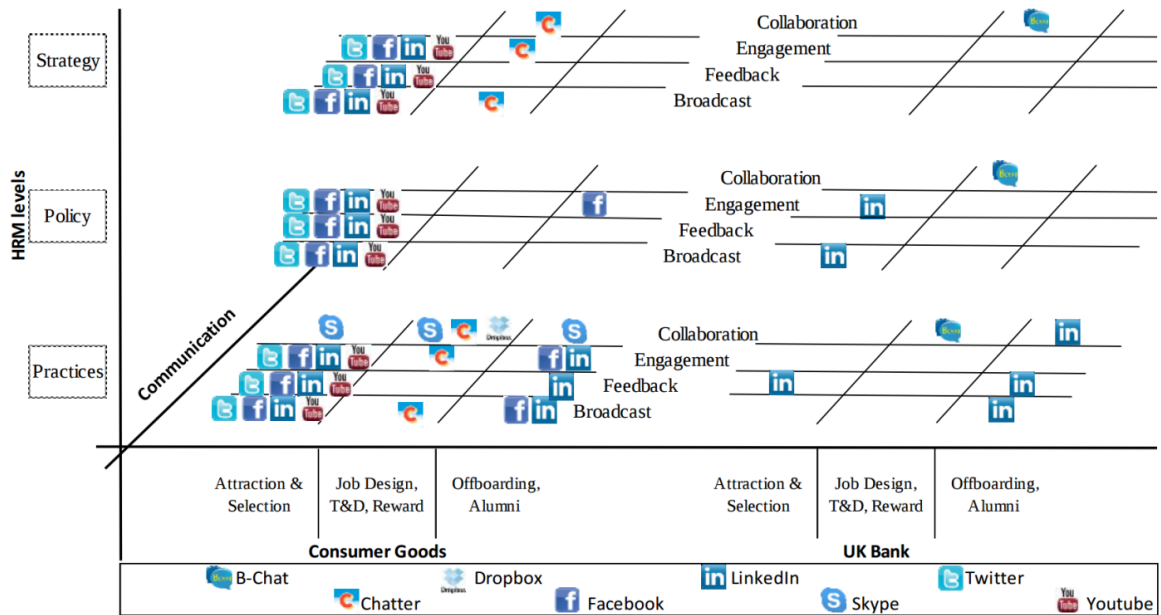 Collaboration
Engagement
Strategy
Feedback
Broadcast
HRM levels
Collaboration
Policy
Engagement
Feedback
Broadcast
Communication
Collaboration
Practices
Engagement
Feedback
Broadcast
Attraction & Selection
Job Design, T&D, Reward
Offboarding, Alumni
Attraction & Selection
Job Design, T&D, Reward
Offboarding, Alumni
Consumer Goods
UK Bank
B-Chat
Dropbox
LinkedIn
Twitter
Chatter
Facebook
Skype
Youtube